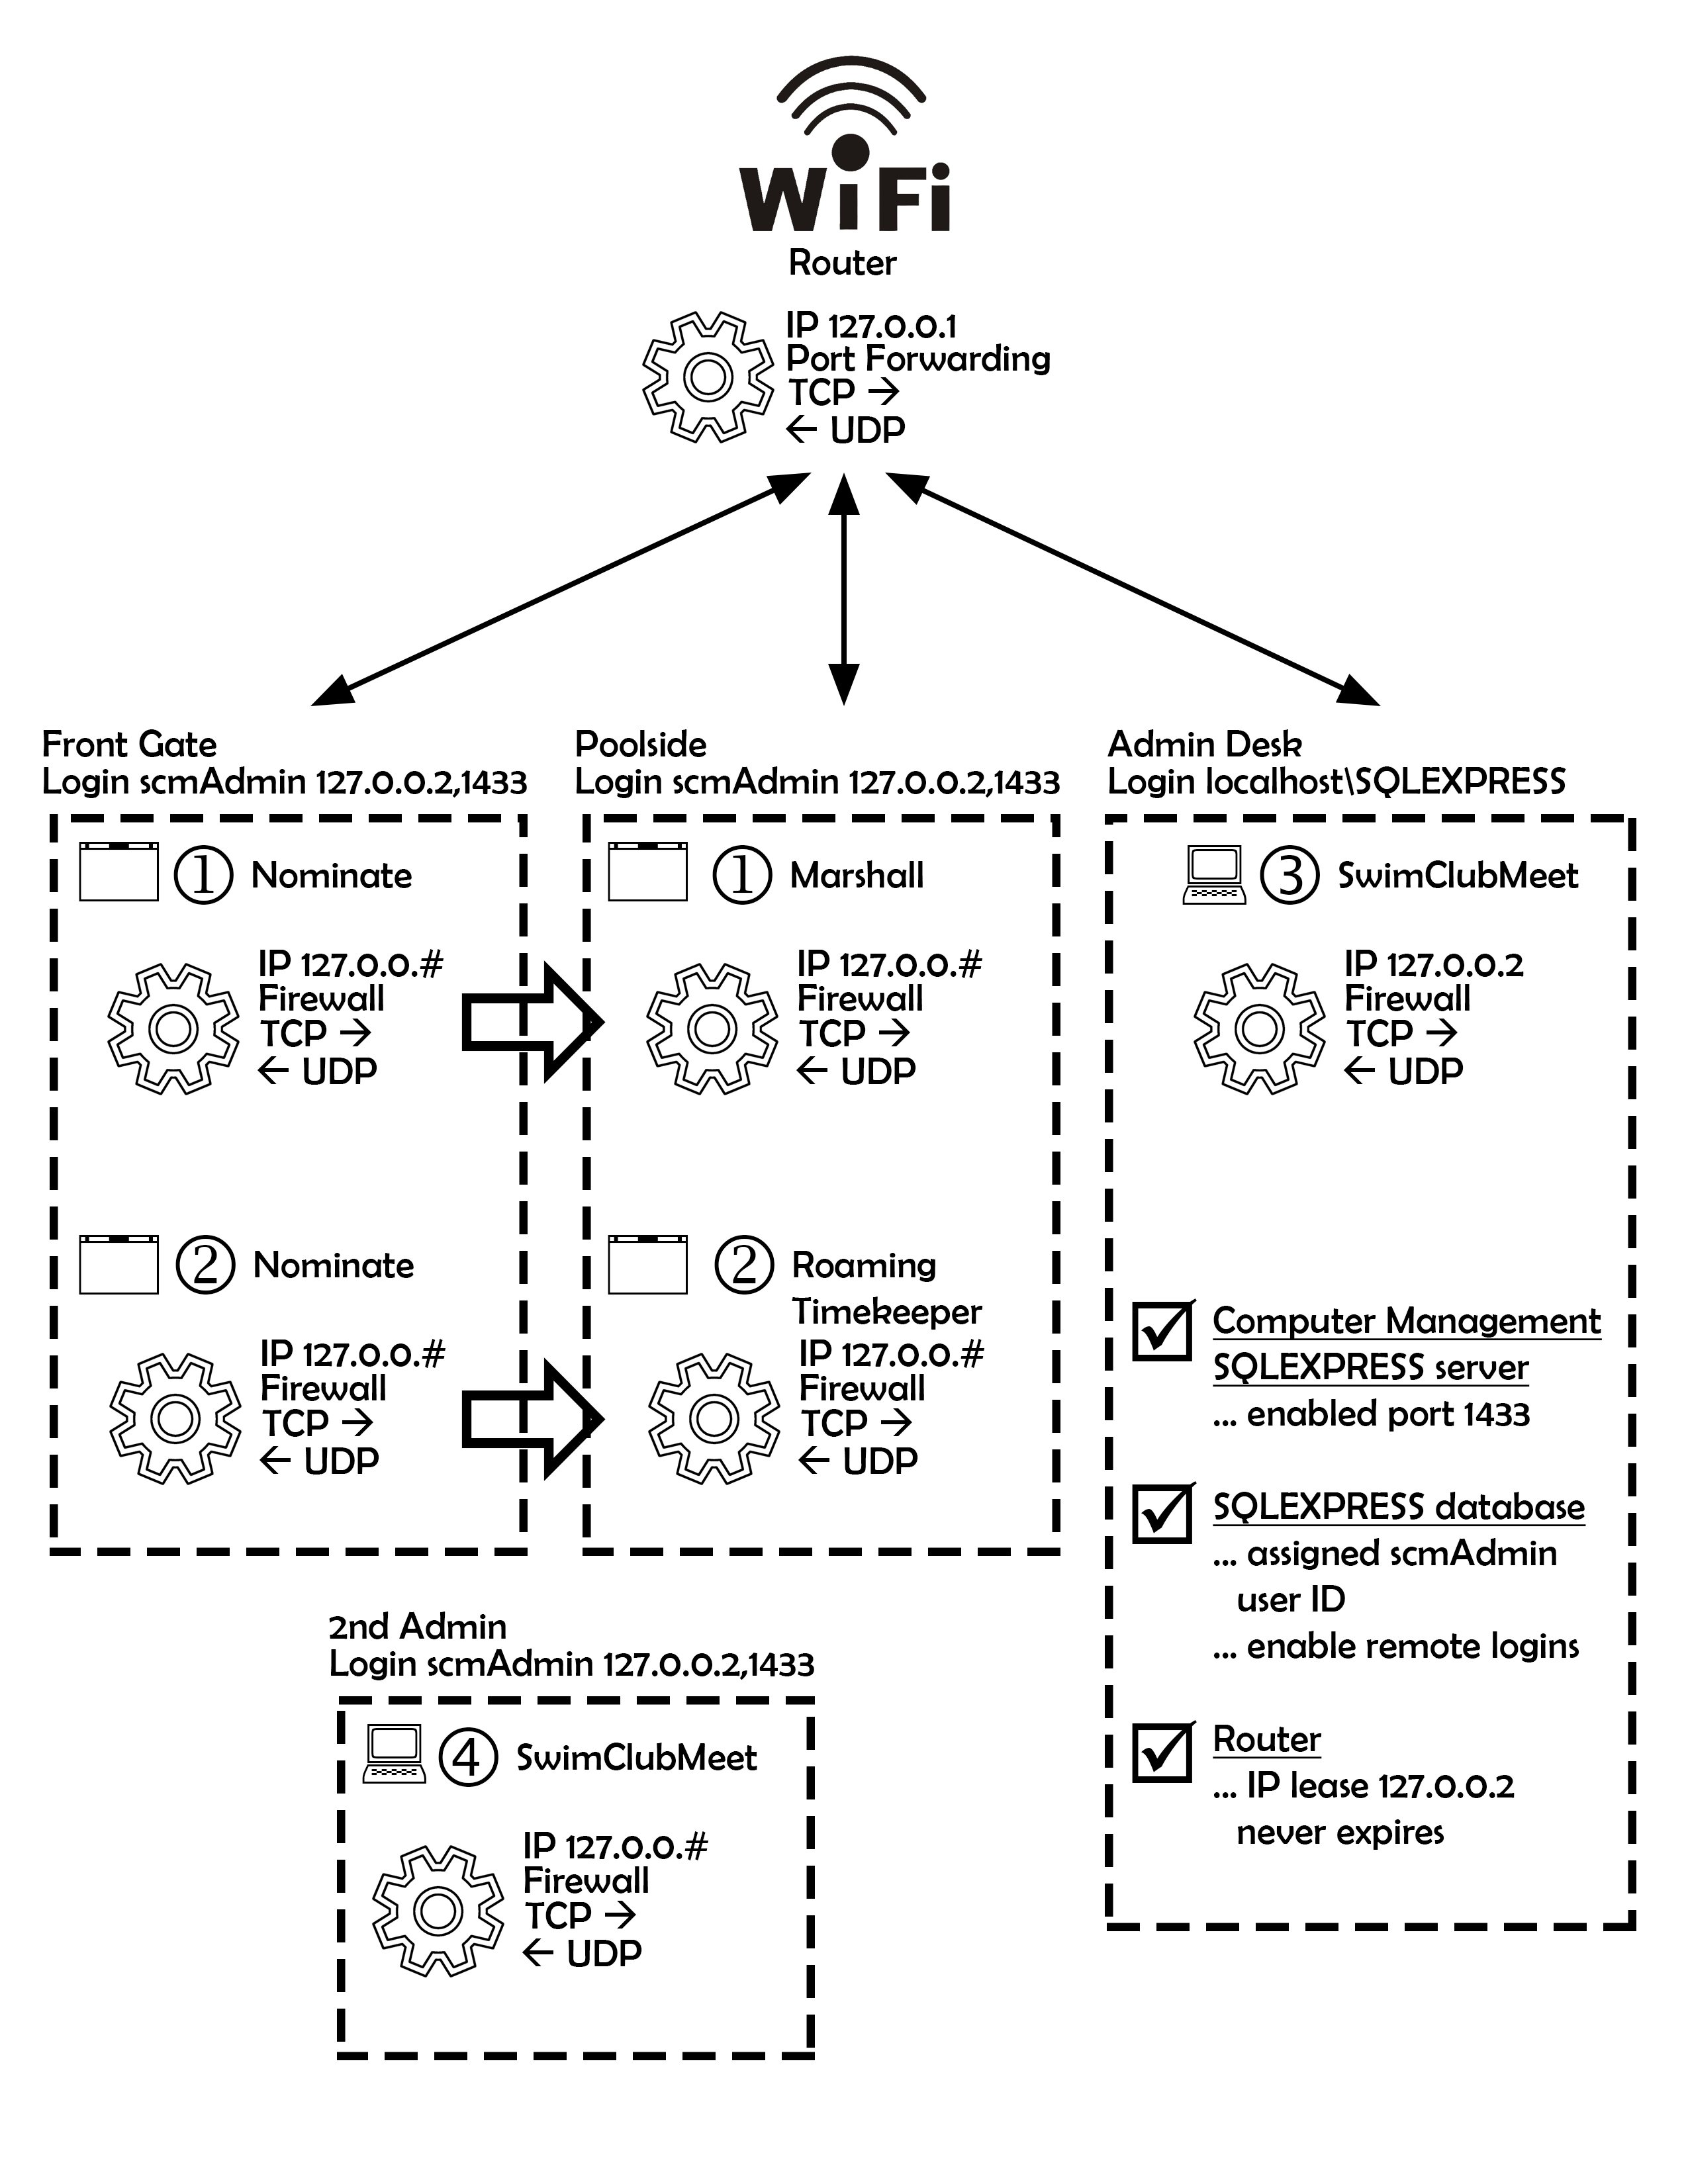 WiFi
Router
IP 127.0.0.1
Port Forwarding
TCP →
← UDP
Front Gate
Login scmAdmin 127.0.0.2,1433
① Nominate
IP 127.0.0.#
Firewall
TCP →
← UDP
② Nominate
IP 127.0.0.#
Firewall
TCP →
← UDP
Poolside
Login scmAdmin 127.0.0.2,1433
① Marshall
IP 127.0.0.#
Firewall
TCP →
← UDP
② Roaming
Timekeeper
IP 127.0.0.#
Firewall
TCP →
← UDP
Admin Desk
Login localhost\SQLEXPRESS
③ SwimClubMeet
IP 127.0.0.2
Firewall
TCP →
← UDP
Computer Management
SQLEXPRESS server
... enabled port 1433
SQLEXPRESS database
... assigned scmAdmin
user ID
... enable remote logins
Router
... IP lease 127.0.0.2
never expires
2nd Admin
Login scmAdmin 127.0.0.2,1433
④ SwimClubMeet
IP 127.0.0.#
Firewall
TCP →
← UDP